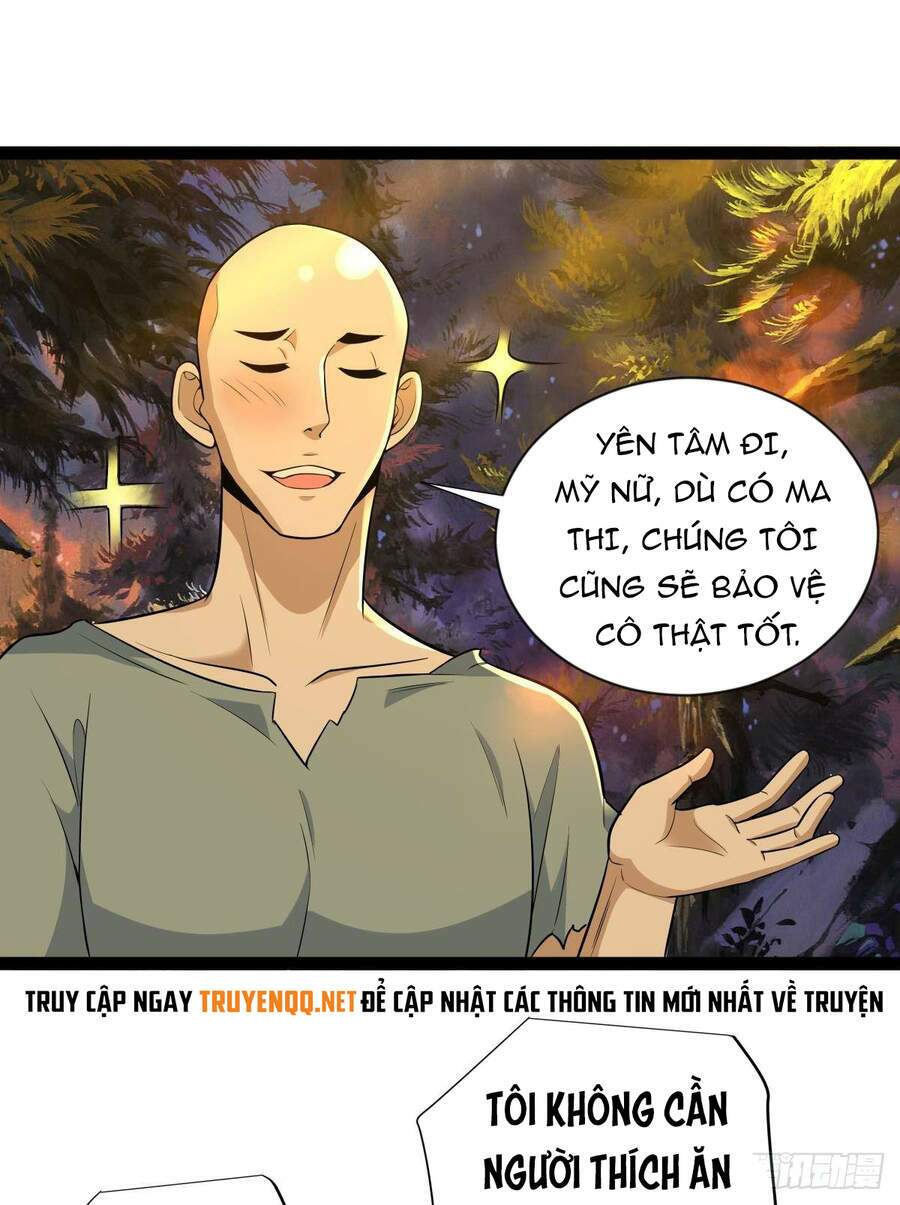 YÊN TÂM ĐI,
MỸ NỮ, DÙ CÓ MA
THI, CHÚNG TÔI
CŨNG SẼ BẢO VỆ
CÔ THẬT TỐT.
TRUY CẬP NGAY TRUYENQQ.NET ĐỂ CẬP NHẬT CÁC THÔNG TIN MỚI NHẤT VỀ TRUYỆN
TÔI KHÔNG CẦN
NGƯỜI THÍCH ĂN
动漫